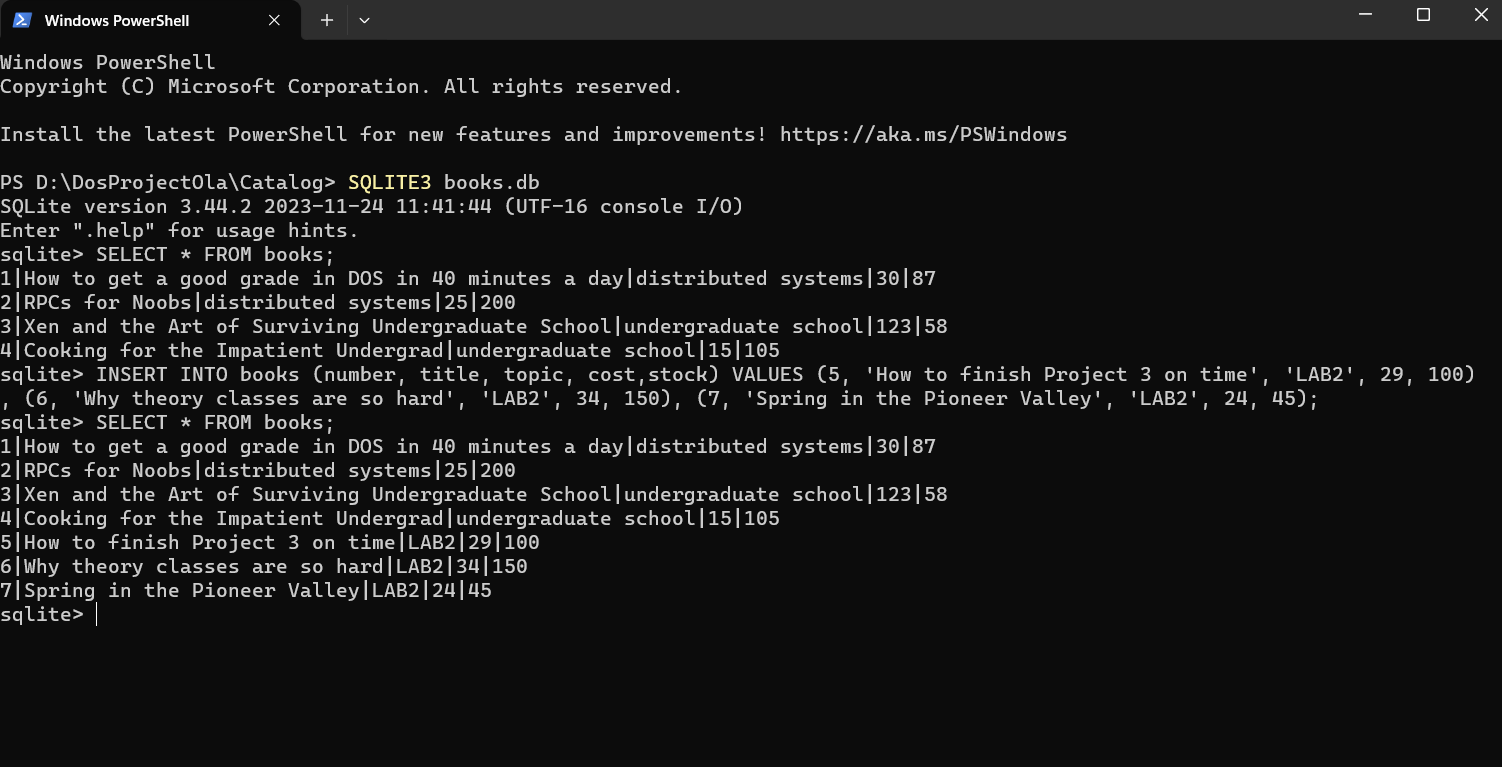 Windows PowerShell
Windows PowerShell
Copyright (C) Microsoft Corporation. All rights reserved.
Install the latest PowerShell for new features and improvements! https://aka.ms/PSWindows
PS D:\DosProjectOla\Catalog> SQLITE3 books.db
SQLite version 3.44.2 2023-11-24 11:41:44 (UTF-16 console I/O)
Enter ".help" for usage hints.
sqlite> SELECT * FROM books;
1|How to get a good grade in DOS in 40 minutes a day|distributed systems|30|87
2|RPCs for Noobs|distributed systems|25|200
3|Xen and the Art of Surviving Undergraduate School|undergraduate school|123|58
4|Cooking for the Impatient Undergrad|undergraduate school|15|105
sqlite> INSERT INTO books (number, title, topic, cost,stock) VALUES (5, 'How to finish Project 3 on time', 'LAB2', 29, 100)
, (6, 'Why theory classes are so hard', 'LAB2', 34, 150), (7, 'Spring in the Pioneer Valley', 'LAB2', 24, 45);
sqlite> SELECT * FROM books;
1|How to get a good grade in DOS in 40 minutes a day|distributed systems|30|87
2|RPCs for Noobs|distributed systems|25|200
3|Xen and the Art of Surviving Undergraduate School|undergraduate school|123|58
4|Cooking for the Impatient Undergrad|undergraduate school|15|105
5|How to finish Project 3 on time|LAB2|29|100
6|Why theory classes are so hard|LAB2|34|150
7|Spring in the Pioneer Valley|LAB2|24|45
sqlite>